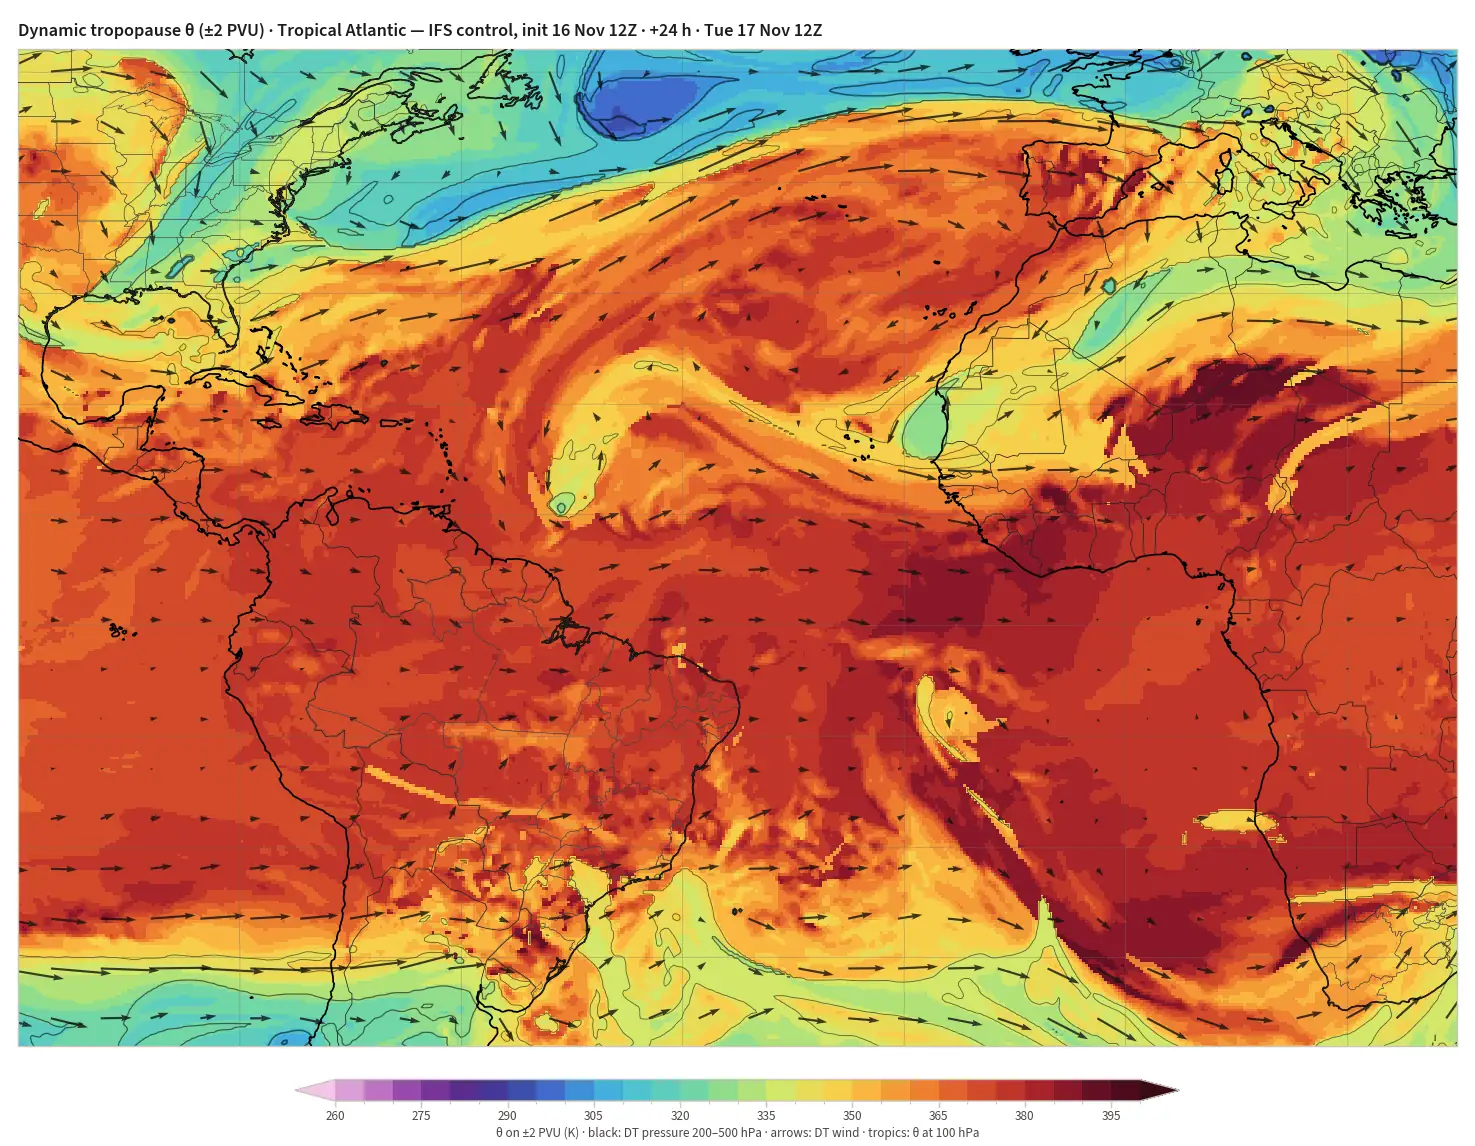 Dynamic tropopause θ (±2 PVU) · Tropical Atlantic — IFS control, init 16 Nov 12Z · +24 h · Tue 17 Nov 12Z
260 275 290 305 320 335 350 365 380 395
θ on ±2 PVU (K) · black: DT pressure 200–500 hPa · arrows: DT wind · tropics: θ at 100 hPa